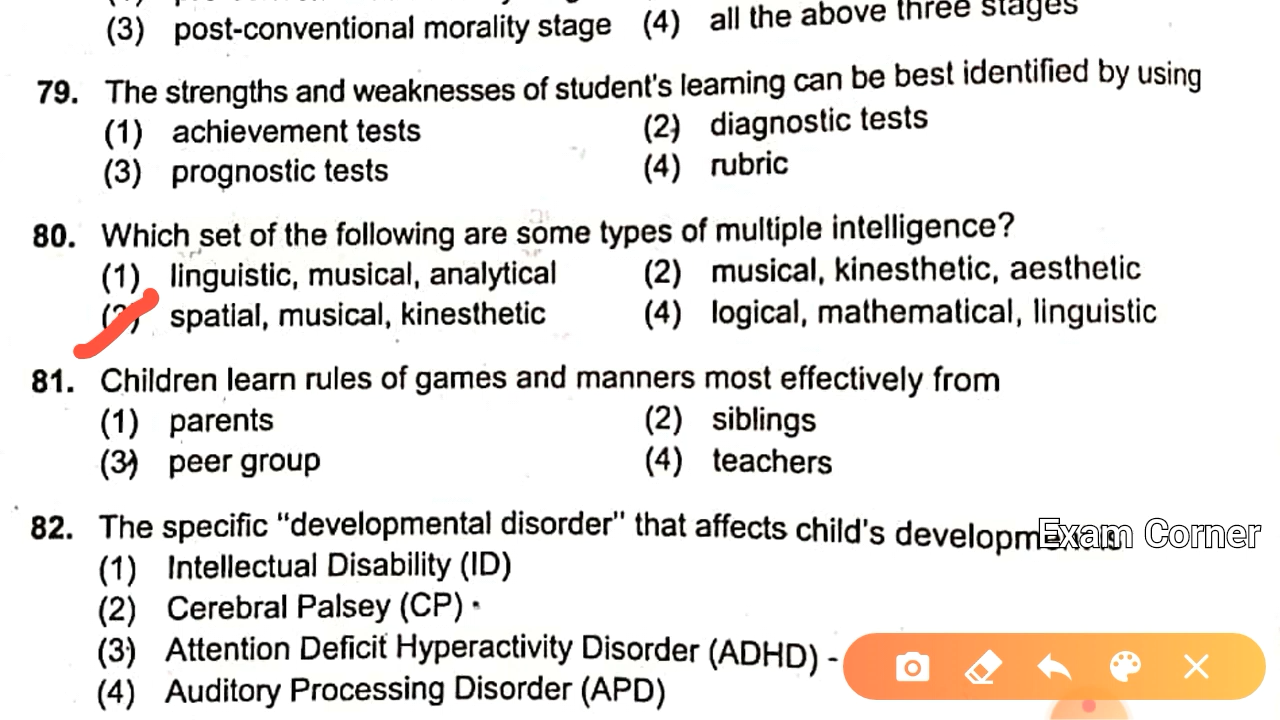 (3) post-conventional morality stage (4) all the above three stages
79. The strengths and weaknesses of student's learning can be best identified by using
(1) achievement tests (2) diagnostic tests
(3) prognostic tests (4) rubric
80. Which set of the following are some types of multiple intelligence?
(1) linguistic, musical, analytical (2) musical, kinesthetic, aesthetic
spatial, musical, kinesthetic (4) logical, mathematical, linguistic
81. Children learn rules of games and manners most effectively from
(1) parents (2) siblings
(3) peer group (4) teachers
82. The specific “developmental disorder" that affects child's
Exam Corner
(1) Intellectual Disability (ID)
(2) Cerebral Palsey (CP)
(3) Attention Deficit Hyperactivity Disorder (ADHD) -
(4) Auditory Processing Disorder (APD)